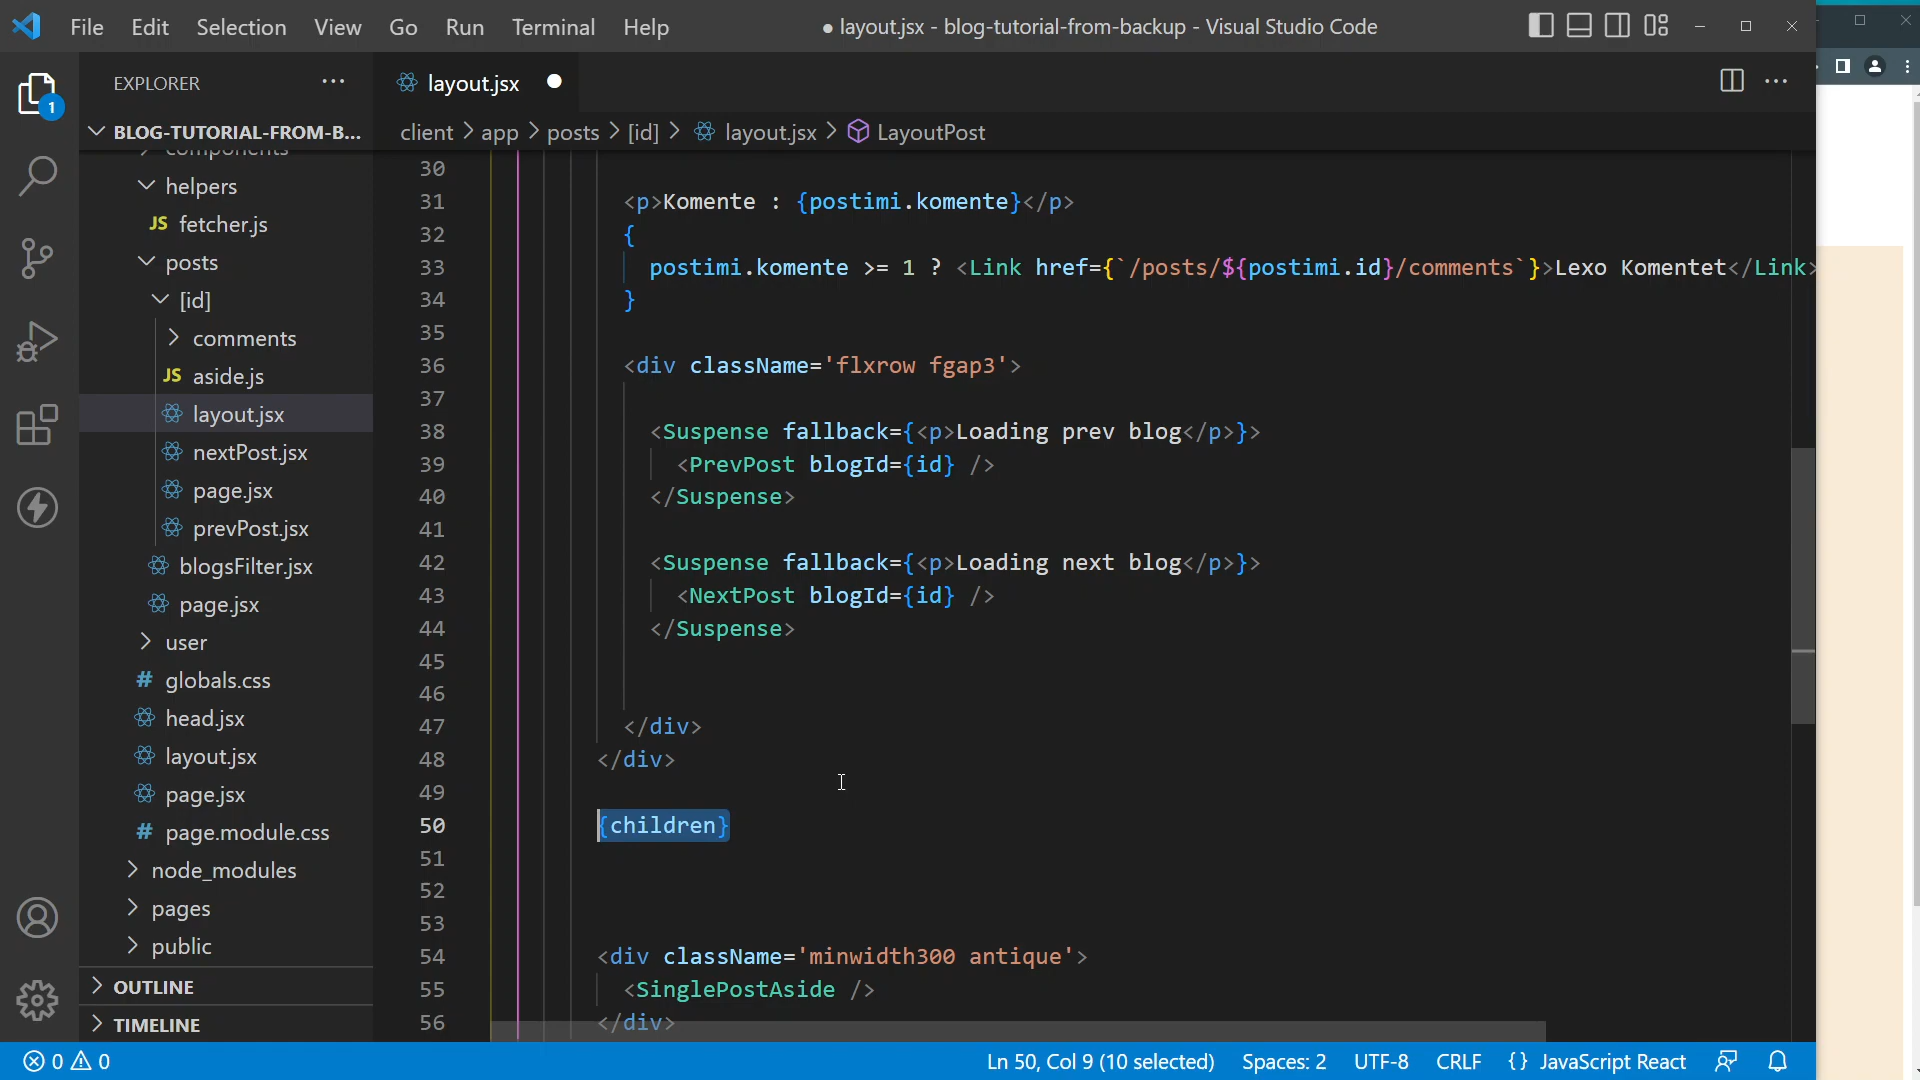 File Edit Selection View Go Run Terminal Help
● layout.jsx - blog-tutorial-from-backup - Visual Studio Code
1
EXPLORER
BLOG-TUTORIAL-FROM-B...
components
helpers
JS fetcher.js
posts
[id]
comments
JS aside.js
layout.jsx
nextPost.jsx
page.jsx
prevPost.jsx
blogsFilter.jsx
page.jsx
user
# globals.css
head.jsx
layout.jsx
page.jsx
# page.module.css
node_modules
pages
public
OUTLINE
TIMELINE
layout.jsx ●
client > app > posts > [id] > layout.jsx > LayoutPost
30
31 <p>Komente : {postimi.komente}</p>
32 {
33 postimi.komente >= 1 ? <Link href={`/posts/${postimi.id}/comments`}>Lexo Komentet</Link>
34 }
35
36 <div className='flxrow fgap3'>
37
38 <Suspense fallback={<p>Loading prev blog</p>}>
39 <PrevPost blogId={id} />
40 </Suspense>
41
42 <Suspense fallback={<p>Loading next blog</p>}>
43 <NextPost blogId={id} />
44 </Suspense>
45
46
47 </div>
48 </div>
49
50 {children}
51
52
53
54 <div className='minwidth300 antique'>
55 <SinglePostAside />
56 </div>
0 0 Ln 50, Col 9 (10 selected) Spaces: 2 UTF-8 CRLF {} JavaScript React